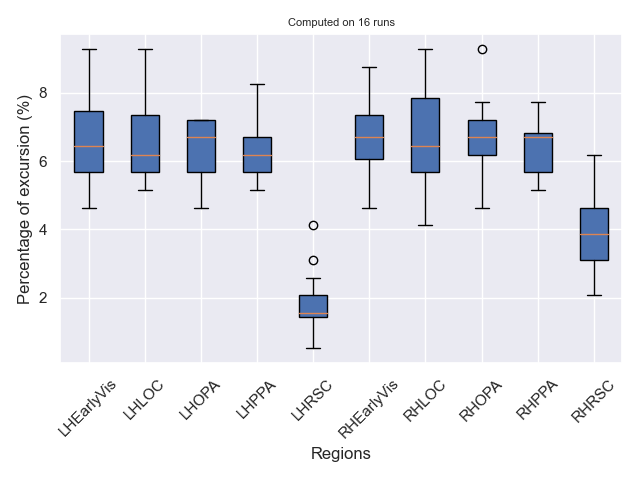 Computed on 16 runs
Percentage of excursion (%)
8
6
4
2
LHEarlyVis
LHLOC
LHOPA
LHPPA
LHRSC
RHEarlyVis
RHLOC
RHOPA
RHPPA
RHRSC
Regions